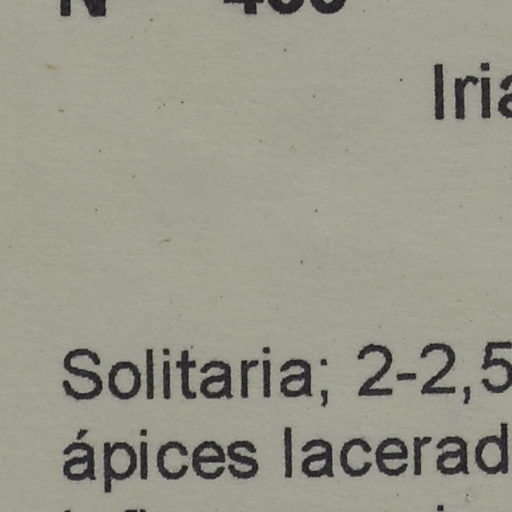 N
Iria
Solitaria; 2-2,5
ápices lacerad